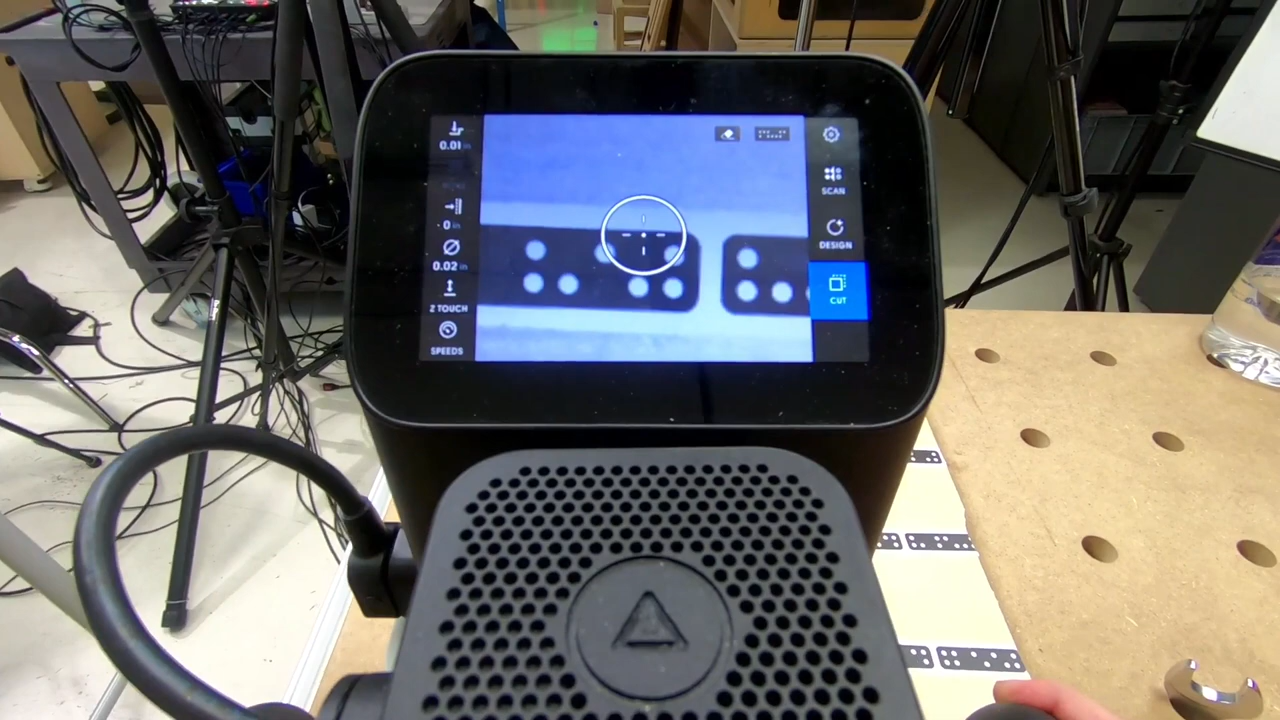 0.01 in
0 in
0.02 in
Z TOUCH
SPEEDS
SCAN
DESIGN
CUT